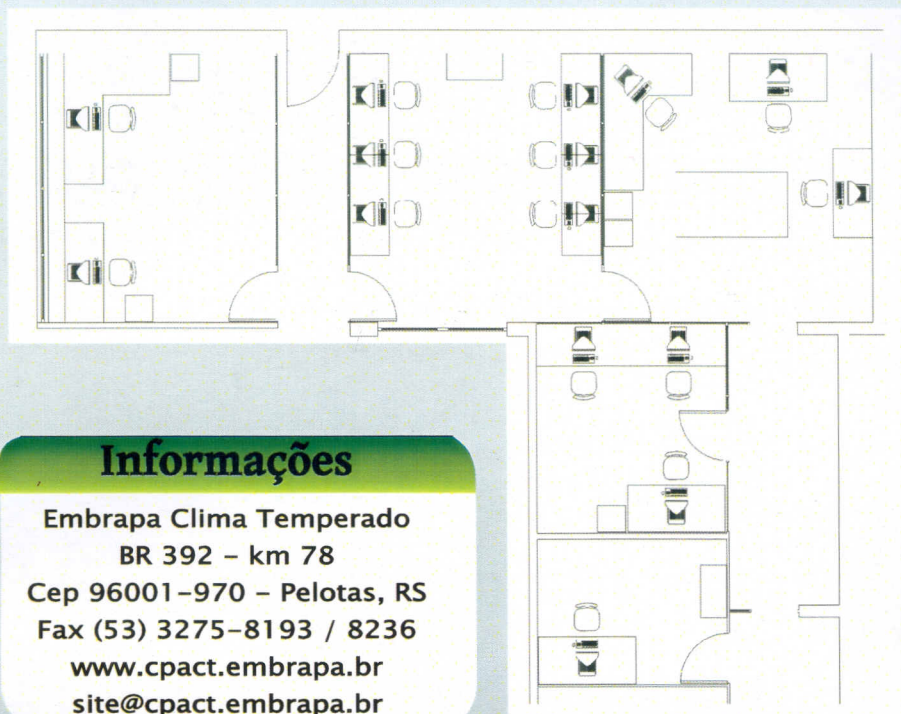 Informações
Embrapa Clima Temperado
BR 392 – km 78
Cep 96001-970 – Pelotas, RS
Fax (53) 3275-8193 / 8236
www.cpact.embrapa.br
site@cpact.embrapa.br